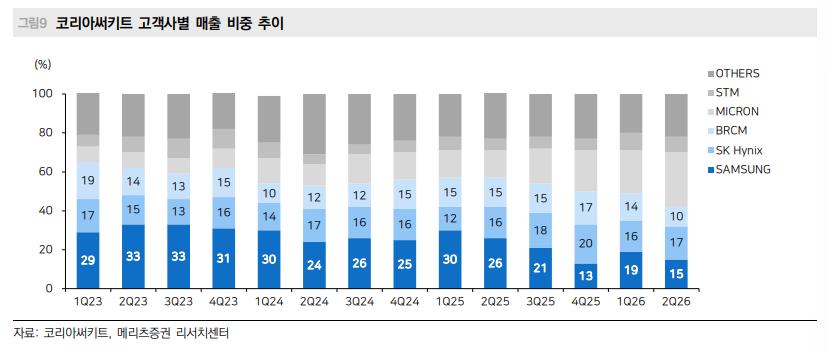 그림9 코리아써키트 고객사별 매출 비중 추이
(%)
100
80
60
40
20
0
OTHERS
STM
MICRON
BRCM
SK Hynix
SAMSUNG
19 14 13 15 10 12 12 15 15 15 15 17 14 10
17 15 13 16 14 17 16 16 12 16 18 20 16 17
29 33 33 31 30 24 26 25 30 26 21 13 19 15
1Q23 2Q23 3Q23 4Q23 1Q24 2Q24 3Q24 4Q24 1Q25 2Q25 3Q25 4Q25 1Q26 2Q26
자료: 코리아써키트, 메리츠증권 리서치센터